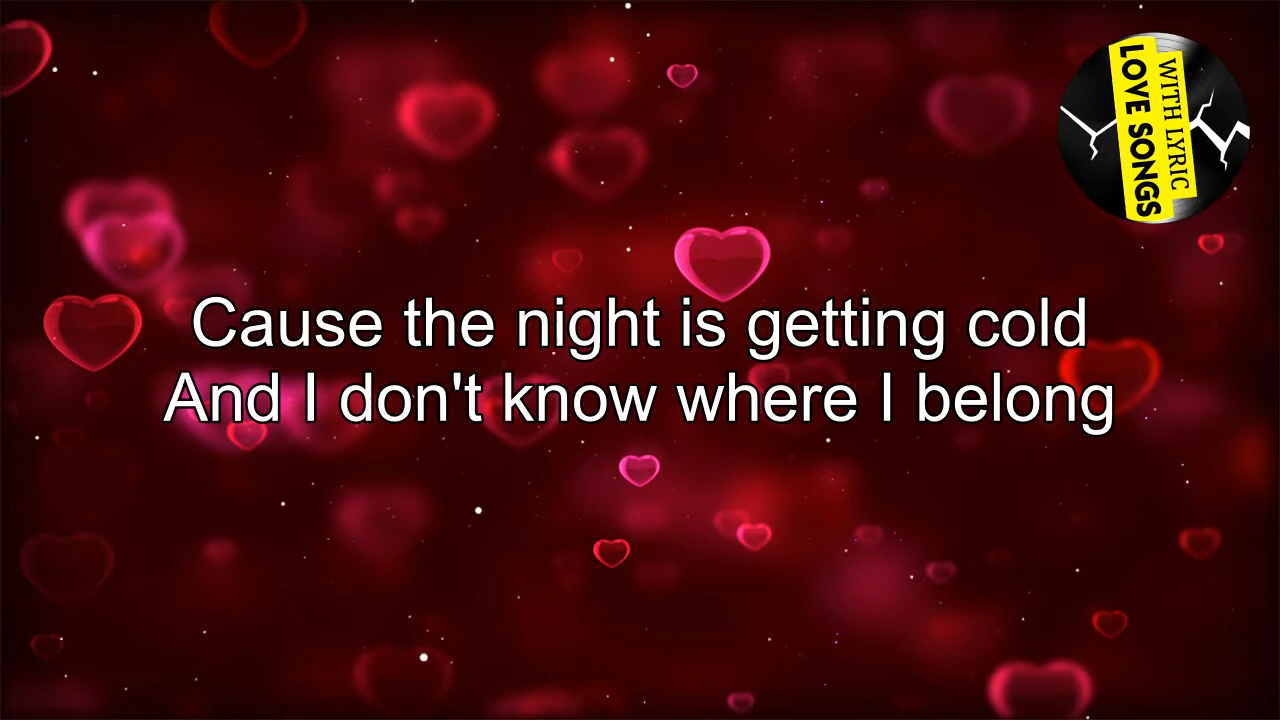 WITH LYRIC
LOVE SONGS
Cause the night is getting cold
And I don't know where I belong